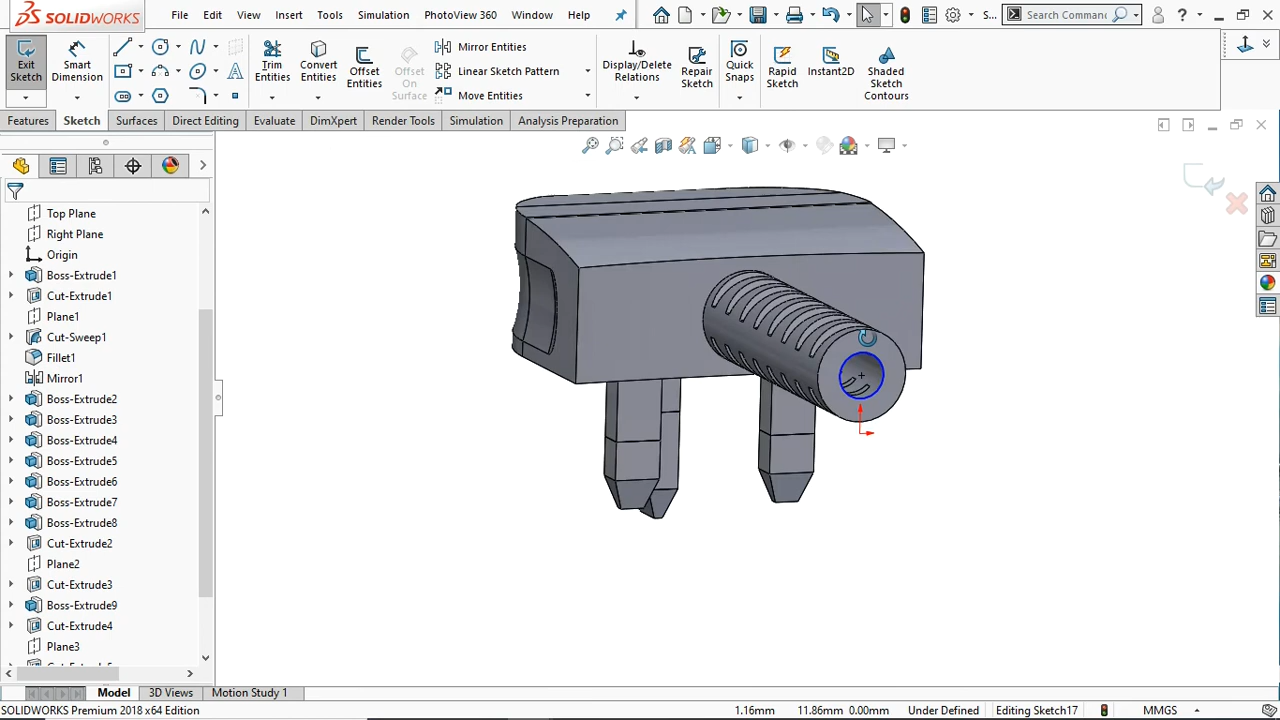 SOLIDWORKS File Edit View Insert Tools Simulation PhotoView 360 Window Help S... Search Commands ?
Exit Sketch
Smart Dimension
Trim Entities
Convert Entities
Offset Entities
Offset On Surface
Mirror Entities
Linear Sketch Pattern
Move Entities
Display/Delete Relations
Repair Sketch
Quick Snaps
Rapid Sketch
Instant2D
Shaded Sketch Contours
Features Sketch Surfaces Direct Editing Evaluate DimXpert Render Tools Simulation Analysis Preparation
Top Plane
Right Plane
Origin
Boss-Extrude1
Cut-Extrude1
Plane1
Cut-Sweep1
Fillet1
Mirror1
Boss-Extrude2
Boss-Extrude3
Boss-Extrude4
Boss-Extrude5
Boss-Extrude6
Boss-Extrude7
Boss-Extrude8
Cut-Extrude2
Plane2
Cut-Extrude3
Boss-Extrude9
Cut-Extrude4
Plane3
Model 3D Views Motion Study 1
SOLIDWORKS Premium 2018 x64 Edition 1.16mm 11.86mm 0.00mm Under Defined Editing Sketch17 MMGS